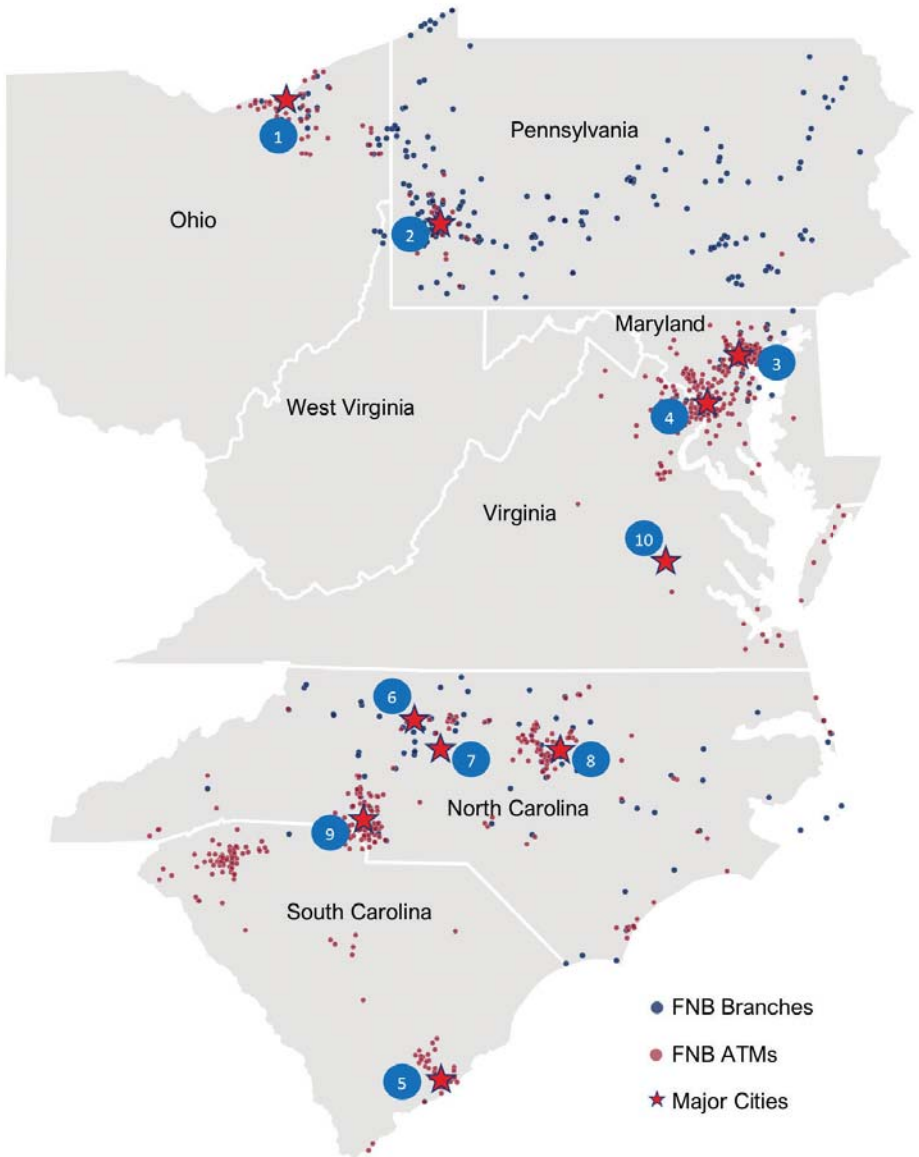 Pennsylvania
1
Ohio
2
Maryland
3
West Virginia
4
Virginia
10
6
7
8
North Carolina
9
South Carolina
FNB Branches
FNB ATMs
5
Major Cities